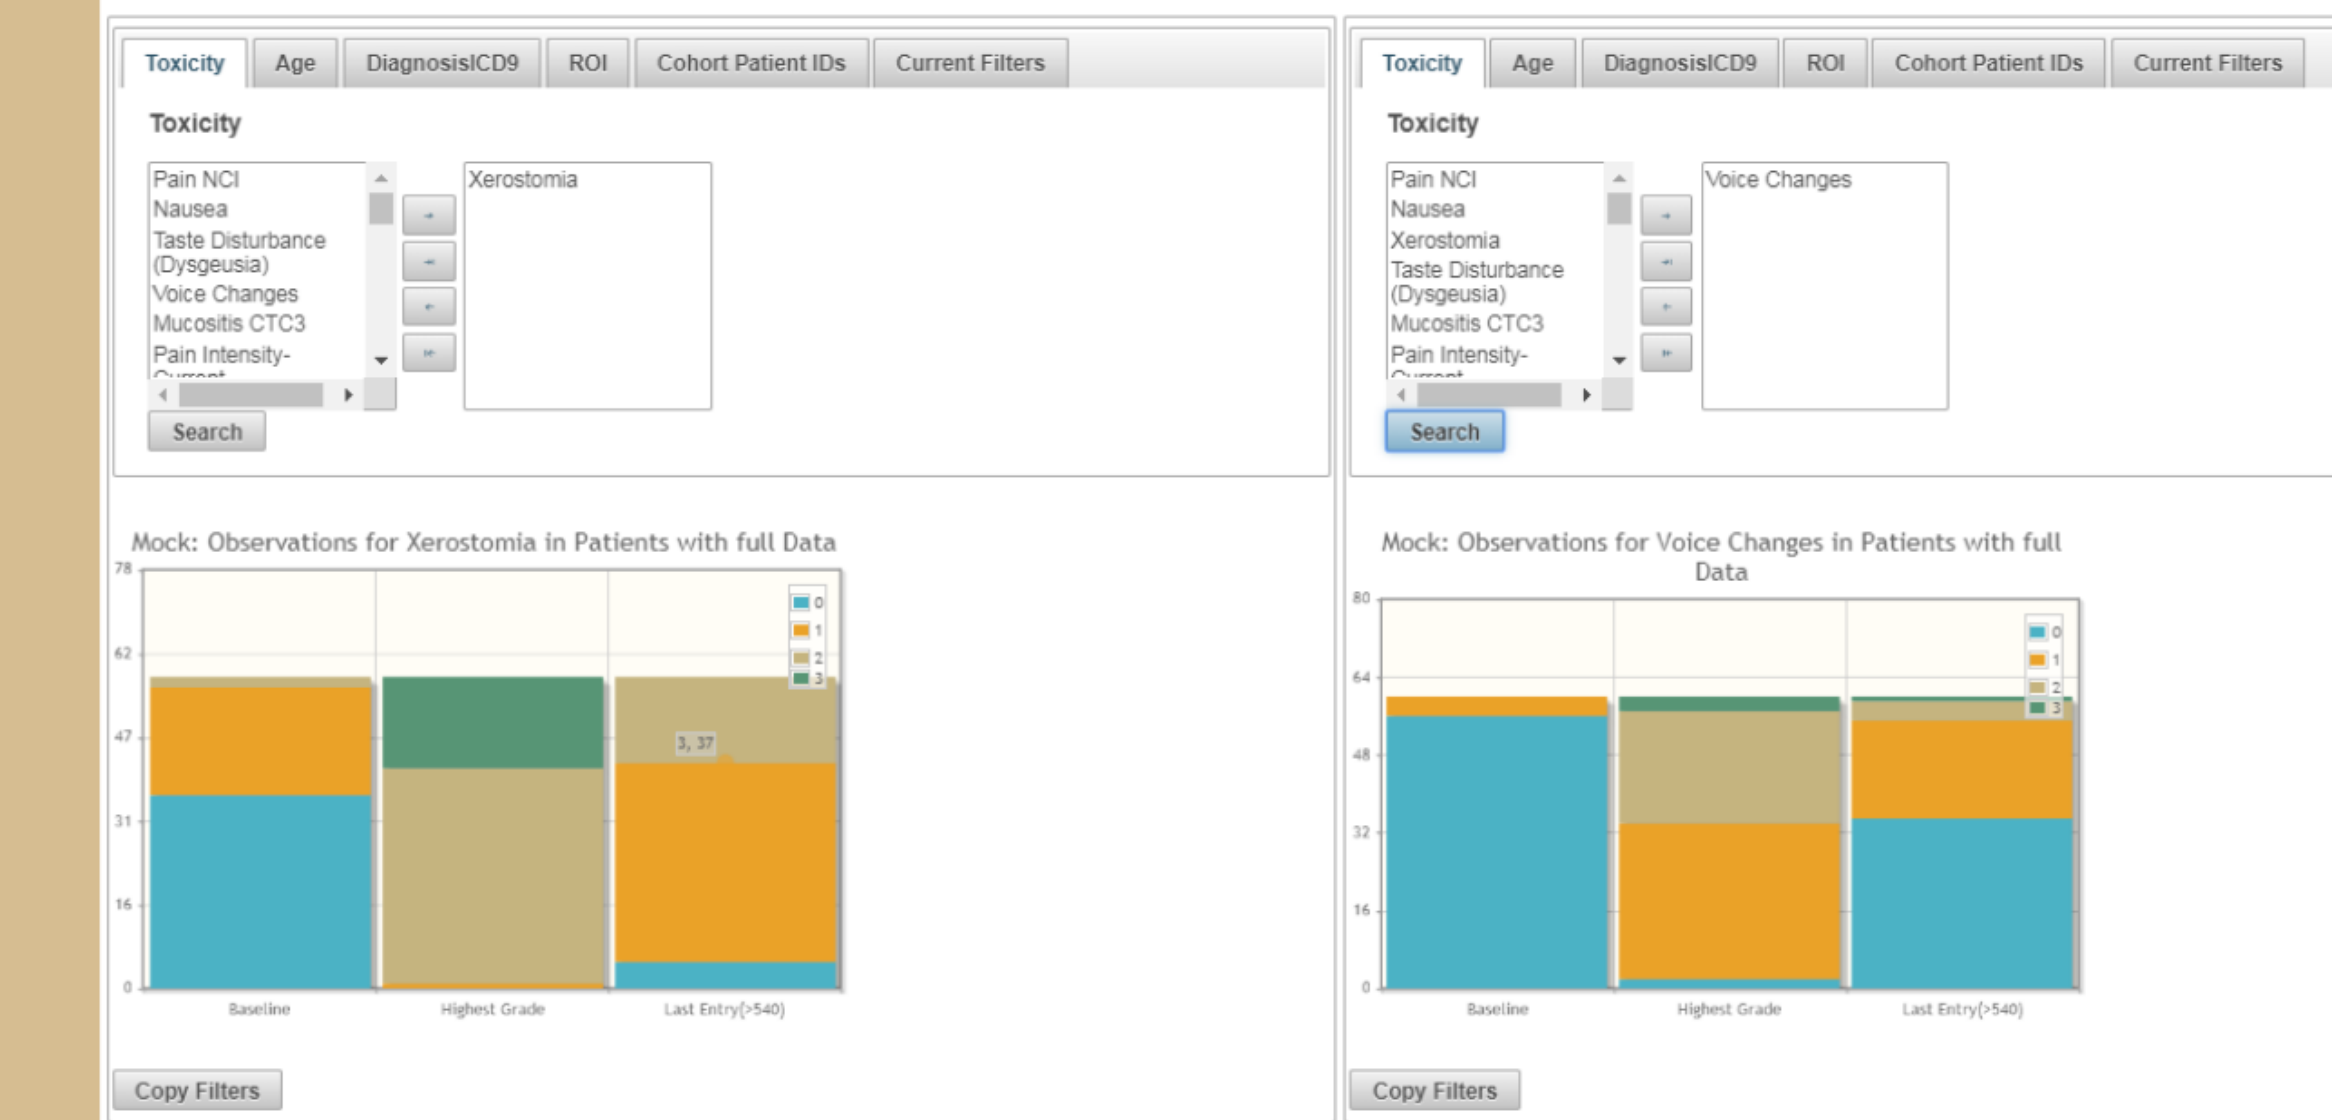 Toxicity Age DiagnosisICD9 ROI Cohort Patient IDs Current Filters
Toxicity
Pain NCI
Nausea
Taste Disturbance
(Dysgeusia)
Voice Changes
Mucositis CTC3
Pain Intensity-
Current
Xerostomia
Search
Mock: Observations for Xerostomia in Patients with full Data
78
62
47
31
16
0
0
1
2
3
3, 37
Baseline Highest Grade Last Entry(>540)
Copy Filters
Toxicity Age DiagnosisICD9 ROI Cohort Patient IDs Current Filters
Toxicity
Pain NCI
Nausea
Xerostomia
Taste Disturbance
(Dysgeusia)
Mucositis CTC3
Pain Intensity-
Current
Voice Changes
Search
Mock: Observations for Voice Changes in Patients with full
Data
80
64
48
32
16
0
0
1
2
3
Baseline Highest Grade Last Entry(>540)
Copy Filters